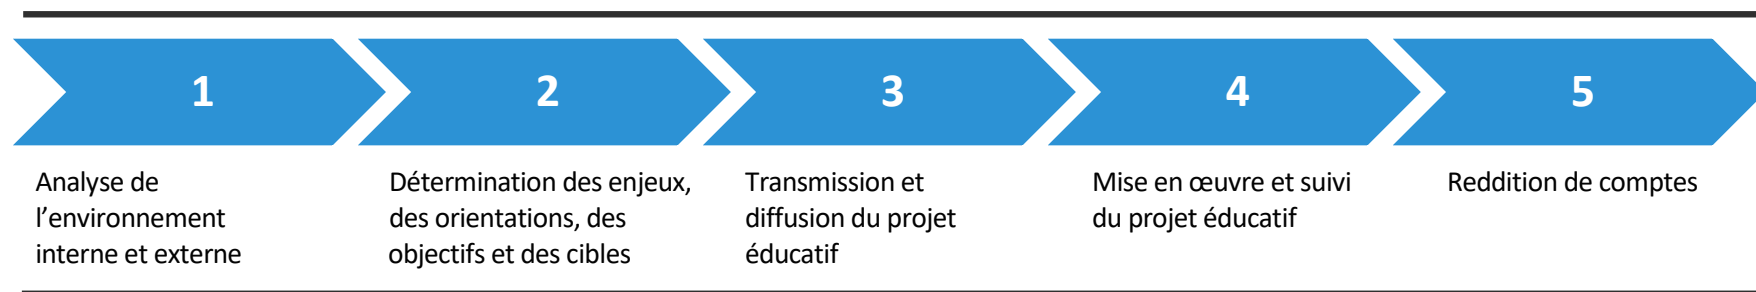 1
2
3
4
5
Analyse de
l’environnement
interne et externe
Détermination des enjeux,
des orientations, des
objectifs et des cibles
Transmission et
diffusion du projet
éducatif
Mise en œuvre et suivi
du projet éducatif
Reddition de comptes